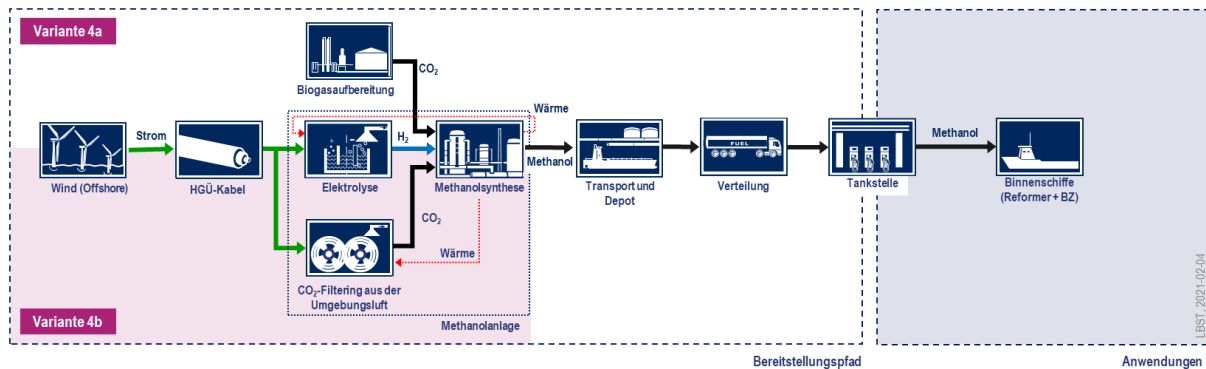 Variante 4a
CO₂
Biogasaufbereitung
Wärme
Strom
H₂
Methanol
Methanol
FUEL
Wind (Offshore)
HGÜ-Kabel
Elektrolyse
Methanolsynthese
Transport und
Depot
Verteilung
Tankstelle
Binnenschiffe
(Reformer + BZ)
CO₂
Wärme
CO₂-Filtering aus der
Umgebungsluft
Variante 4b
Methanolanlage
Bereitstellungspfad
Anwendungen
LBST, 2021-02-04